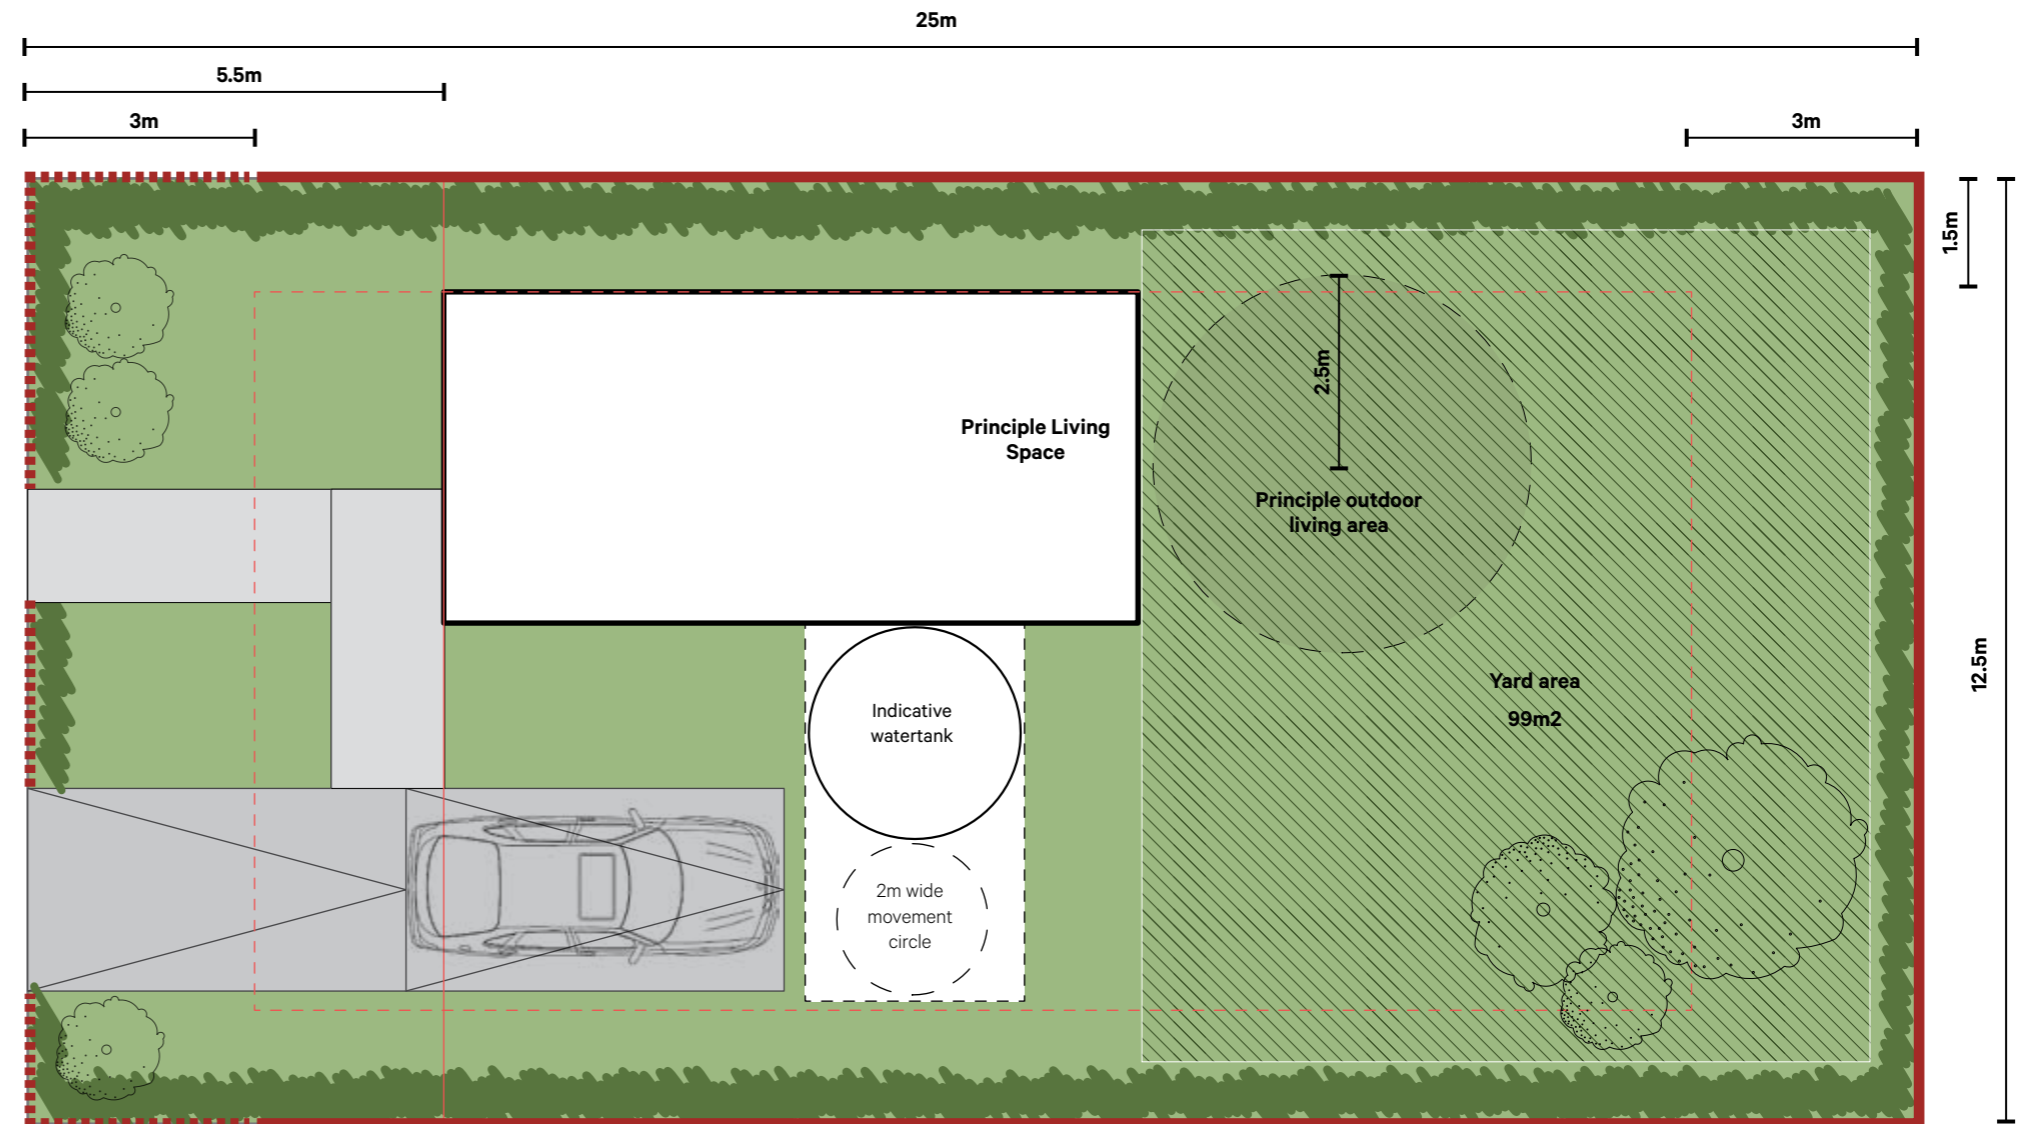 25m
5.5m
3m
3m
1.5m
2.5m
Principle Living
Space
Principle outdoor
living area
12.5m
Yard area
99m2
Indicative
watertank
2m wide
movement
circle